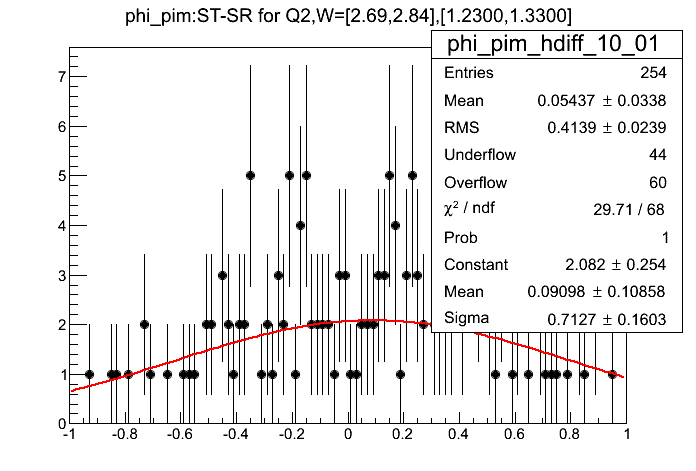 phi_pim:ST-SR for Q2,W=[2.69,2.84],[1.2300,1.3300]
phi_pim_hdiff_10_01
Entries 254
Mean 0.05437 ± 0.0338
RMS 0.4139 ± 0.0239
Underflow 44
Overflow 60
χ² / ndf 29.71 / 68
Prob 1
Constant 2.082 ± 0.254
Mean 0.09098 ± 0.10858
Sigma 0.7127 ± 0.1603
7
6
5
4
3
2
1
0
-1 -0.8 -0.6 -0.4 -0.2 0 0.2 0.4 0.6 0.8 1